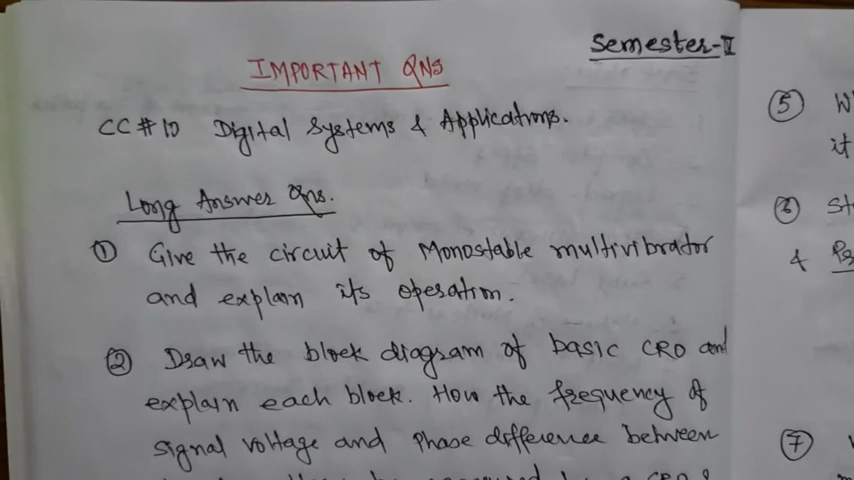 Semester-IV
IMPORTANT QNS
CC#10 Digital Systems & Applications.
Long Answer Qns.
① Give the circuit of Monostable multivibrator
and explain its operation.
② Draw the block diagram of basic CRO and
explain each block. How the frequency of
signal voltage and phase difference between
⑤
it
⑥
&
⑦